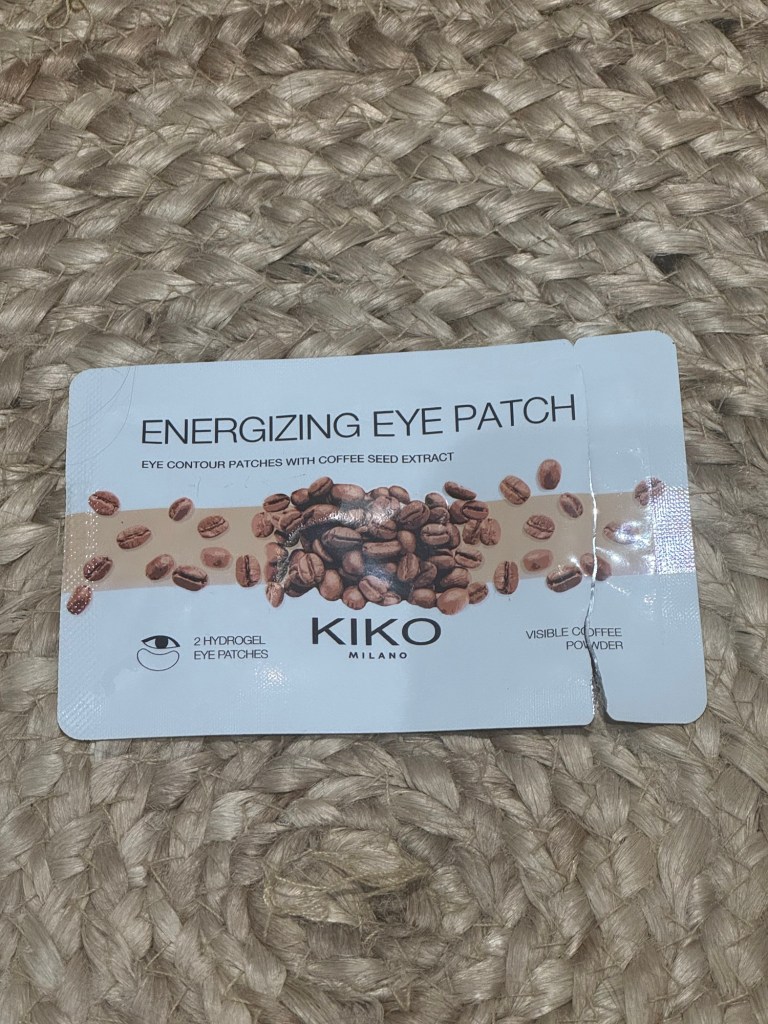 ENERGIZING EYE PATCH
EYE CONTOUR PATCHES WITH COFFEE SEED EXTRACT
2 HYDROGEL
EYE PATCHES
KIKO
MILANO
VISIBLE COFFEE
POWDER